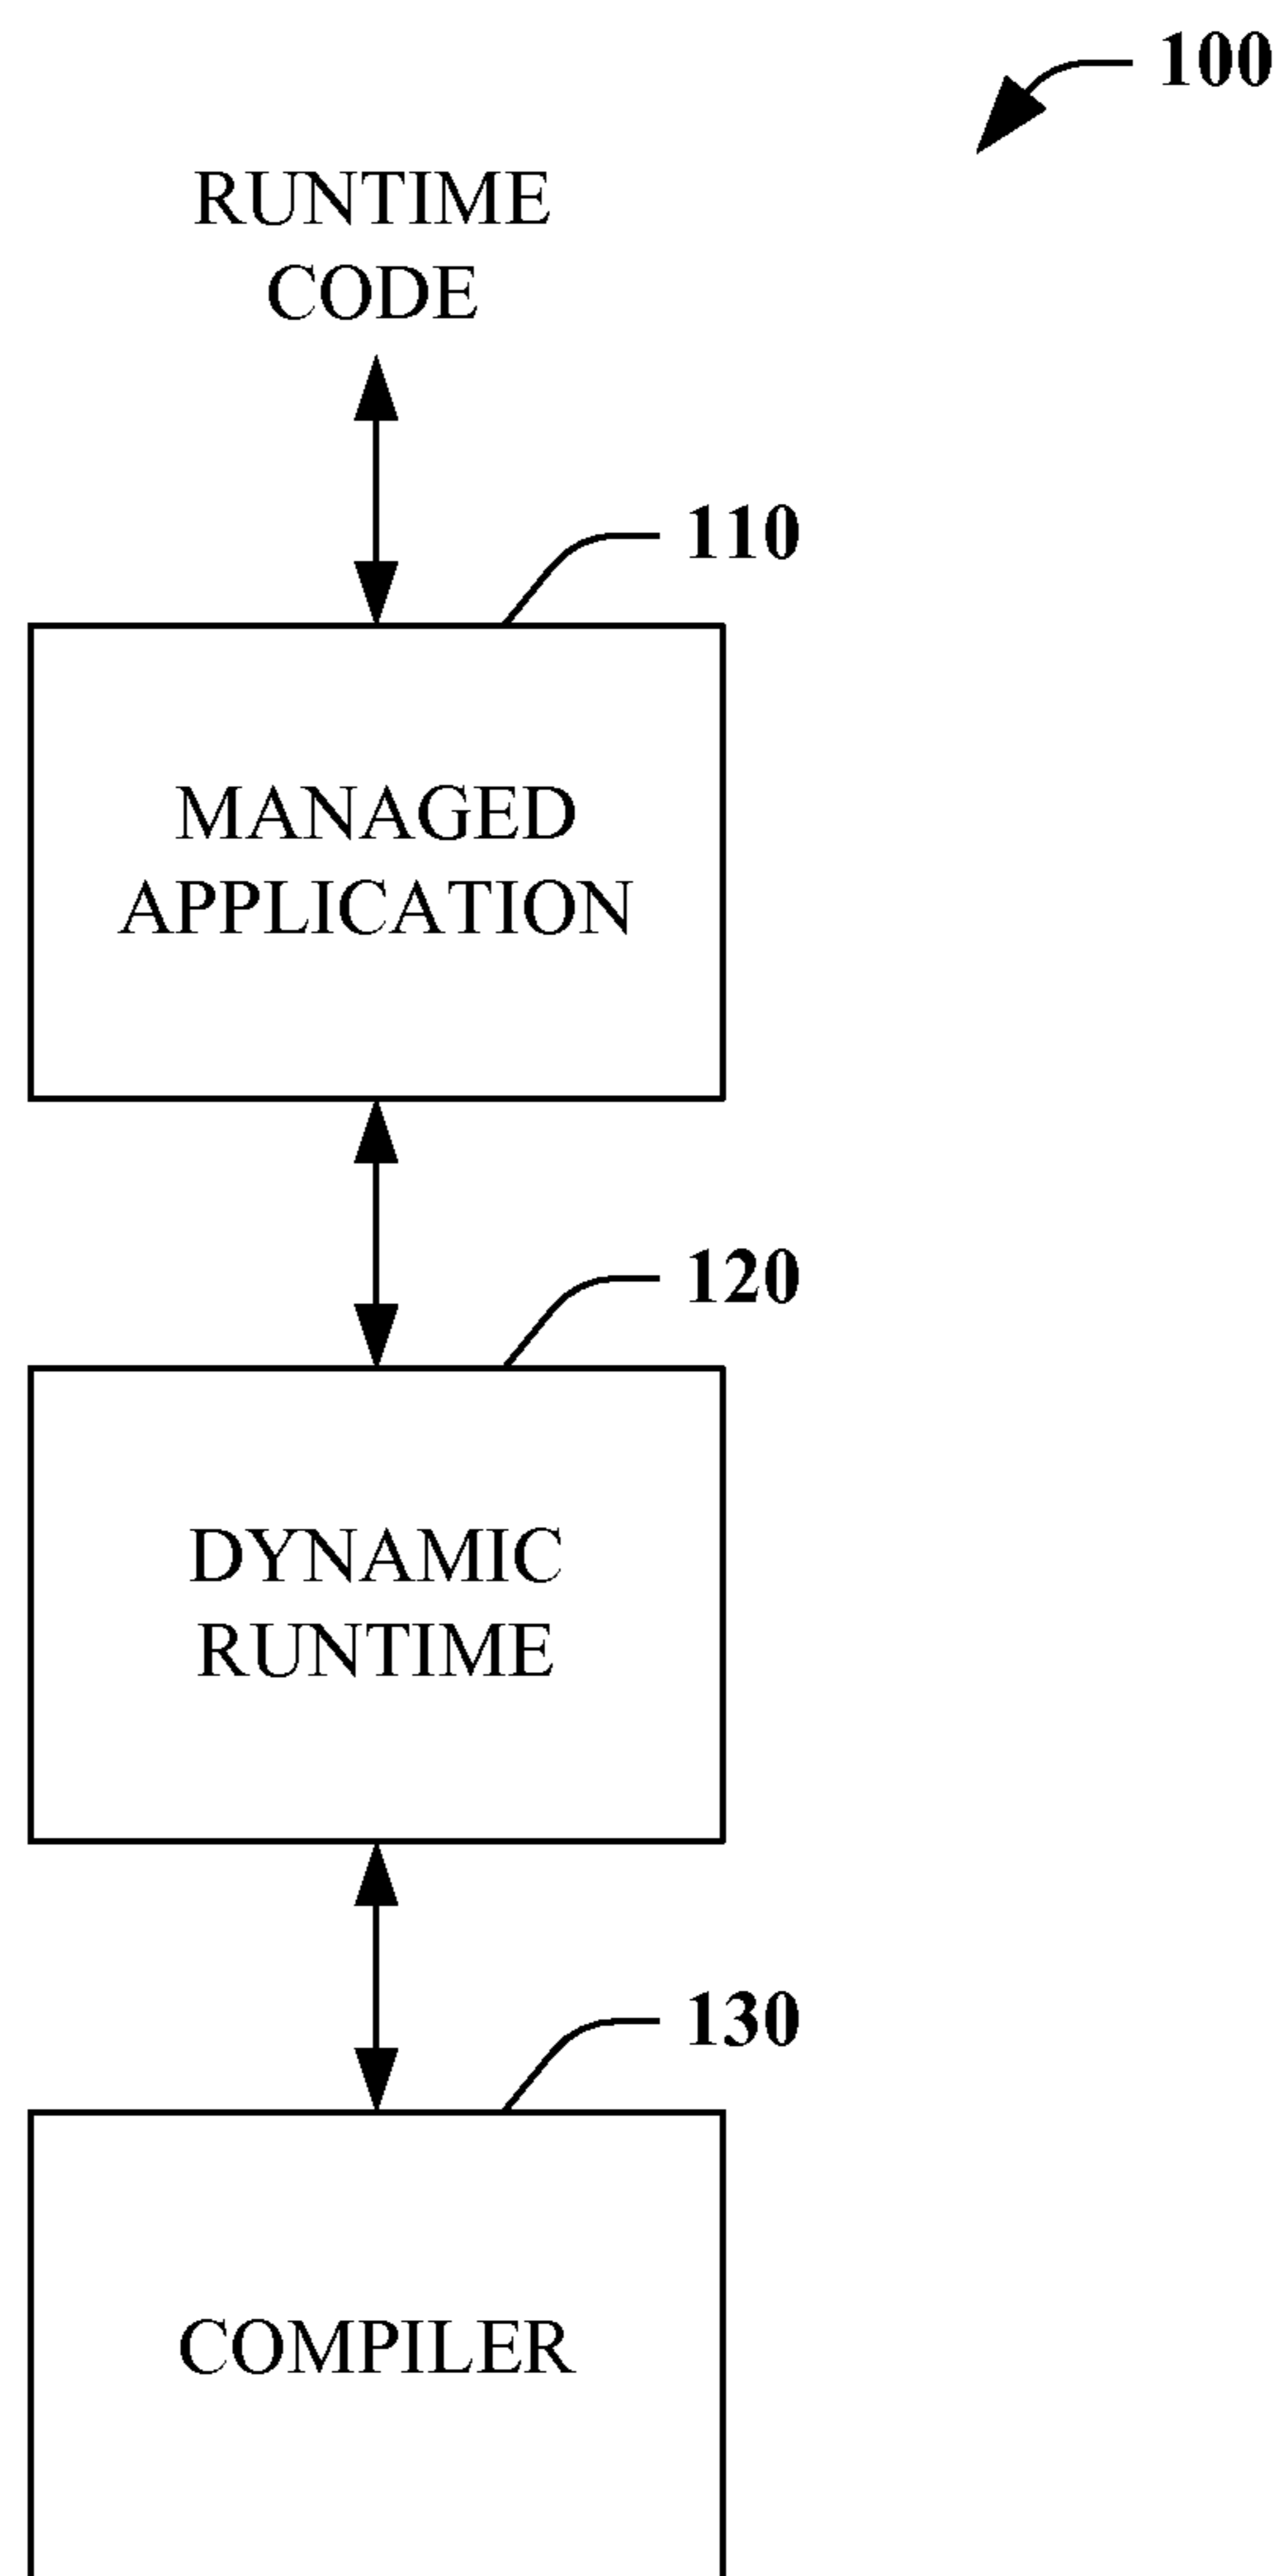 100
RUNTIME
CODE
110
MANAGED
APPLICATION
120
DYNAMIC
RUNTIME
130
COMPILER